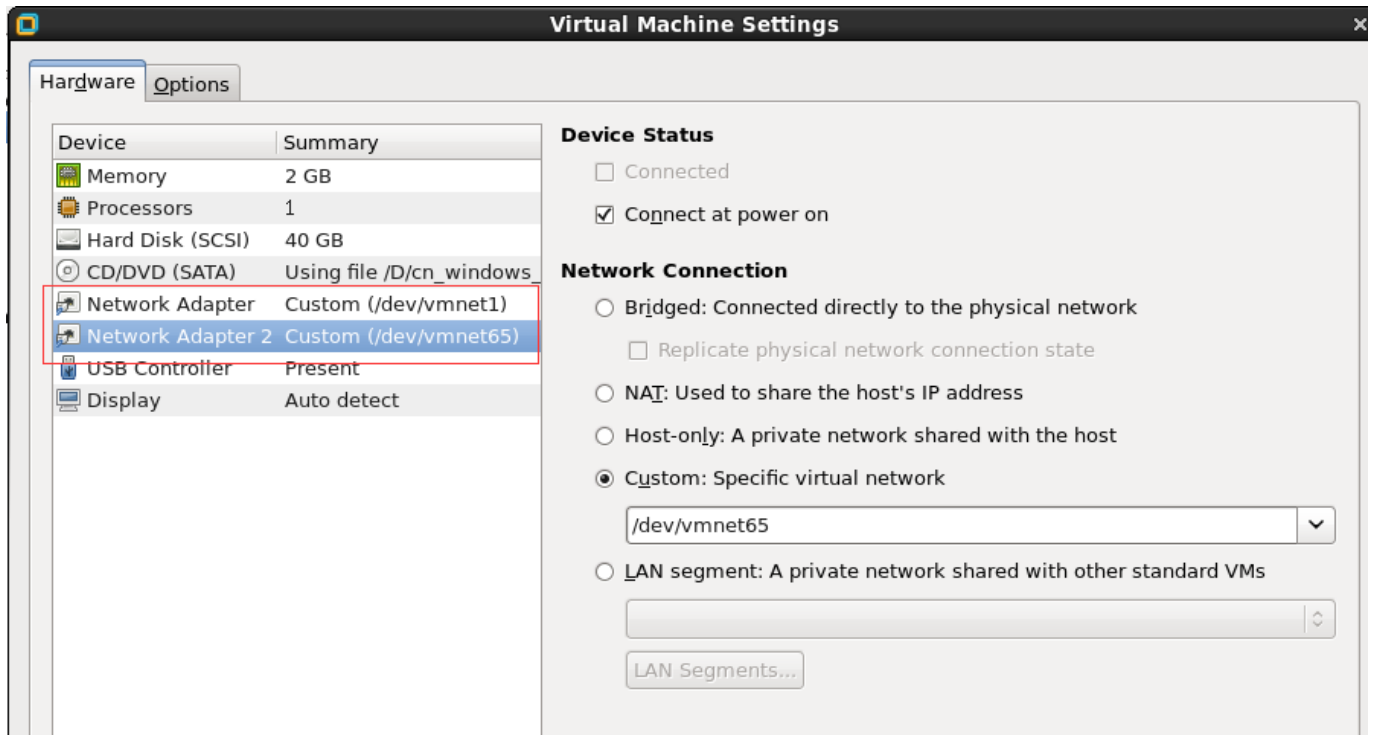 Virtual Machine Settings
Hardware Options
Device Summary
Memory 2 GB
Processors 1
Hard Disk (SCSI) 40 GB
CD/DVD (SATA) Using file /D/cn_windows_
Network Adapter Custom (/dev/vmnet1)
Network Adapter 2 Custom (/dev/vmnet65)
USB Controller Present
Display Auto detect
Device Status
Connected
Connect at power on
Network Connection
Bridged: Connected directly to the physical network
Replicate physical network connection state
NAT: Used to share the host's IP address
Host-only: A private network shared with the host
Custom: Specific virtual network
/dev/vmnet65
LAN segment: A private network shared with other standard VMs
LAN Segments...